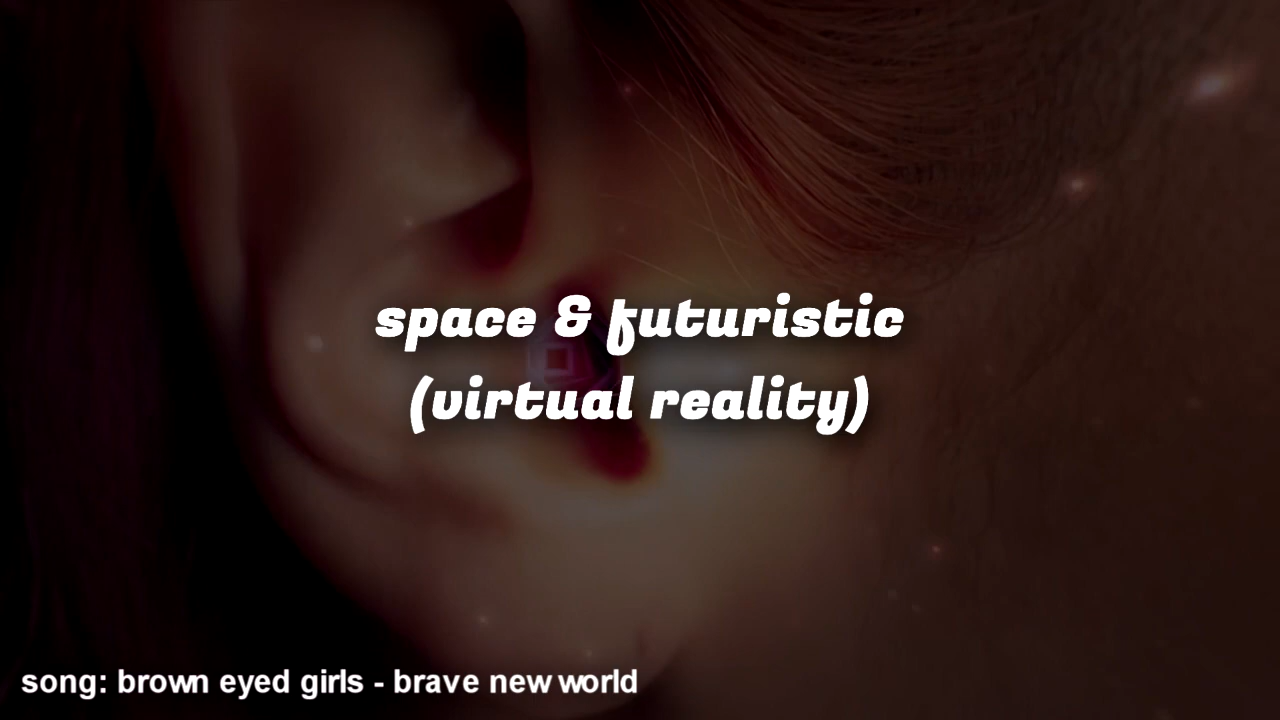 space & futuristic
(virtual reality)
song: brown eyed girls - brave new world